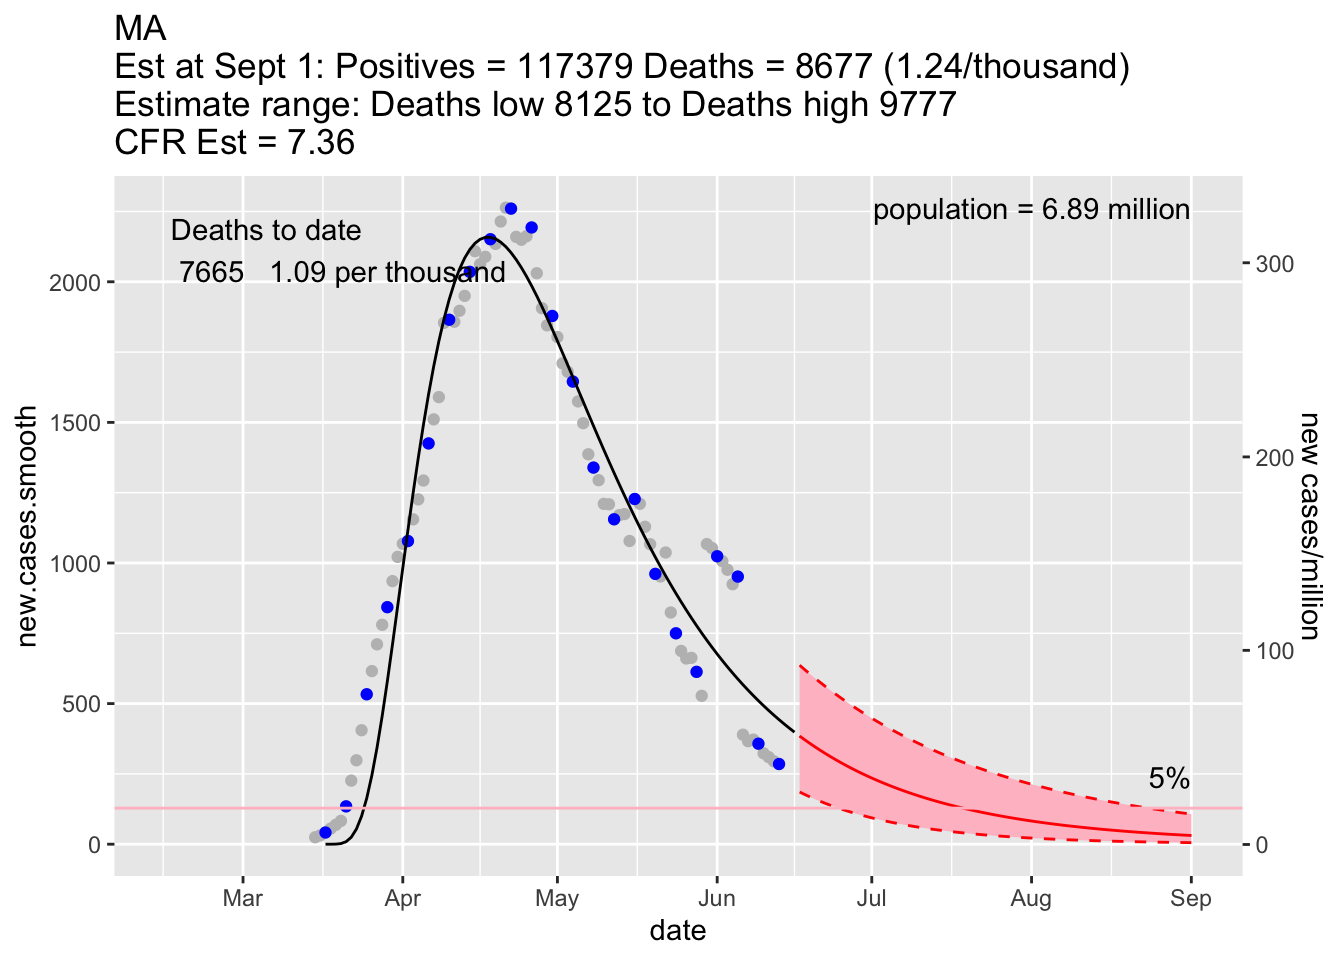 MA
Est at Sept 1: Positives = 117379 Deaths = 8677 (1.24/thousand)
Estimate range: Deaths low 8125 to Deaths high 9777
CFR Est = 7.36
population = 6.89 million
Deaths to date
7665 1.09 per thousand
5%
new.cases.smooth
2000
1500
1000
500
0
300
200
100
0
new cases/million
Mar Apr May Jun Jul Aug Sep
date